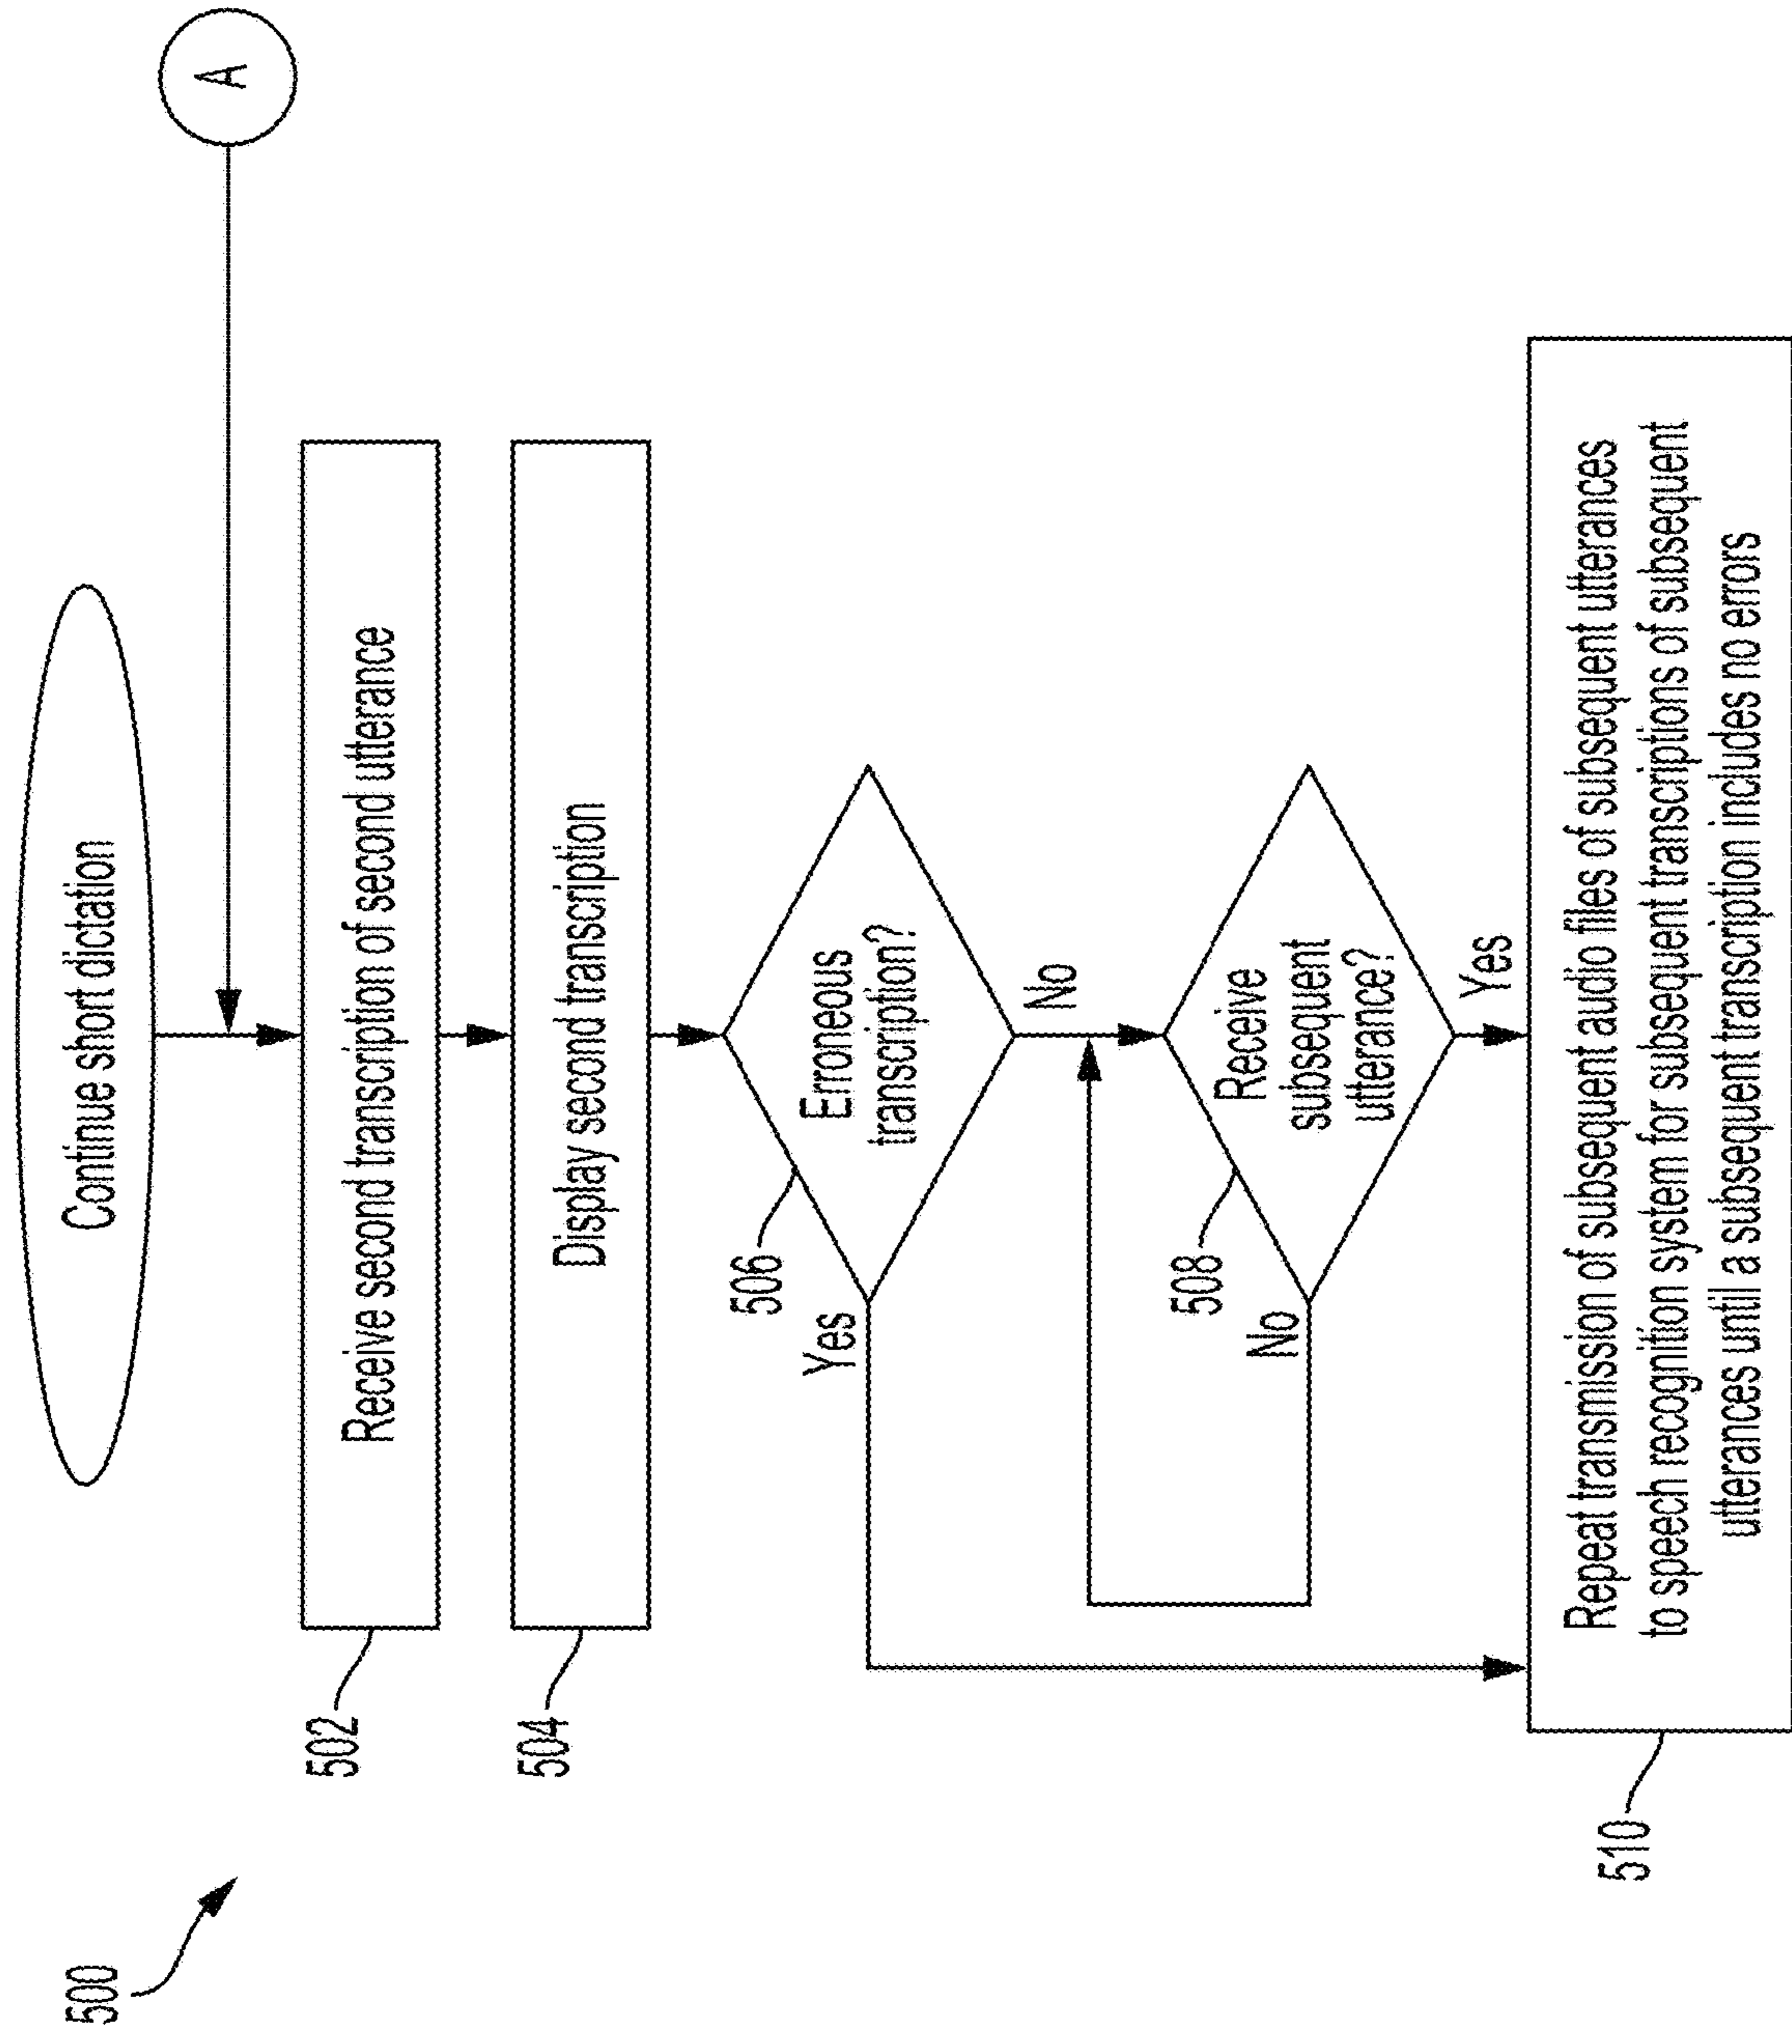 500
Continue short dictation
A
502
Receive second transcription of second utterance
504
Display second transcription
506
Erroneous
transcription?
Yes
No
508
Receive
subsequent
utterance?
No
Yes
510
Repeat transmission of subsequent audio files of subsequent utterances
to speech recognition system for subsequent transcriptions of subsequent
utterances until a subsequent transcription includes no errors